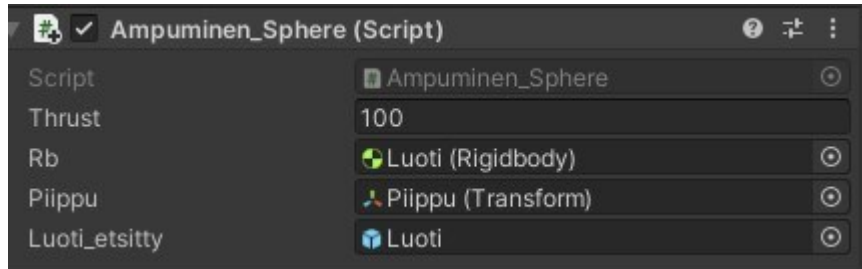 Ampuminen_Sphere (Script)
Script Ampuminen_Sphere
Thrust 100
Rb Luoti (Rigidbody)
Piippu Piippu (Transform)
Luoti_etsitty Luoti